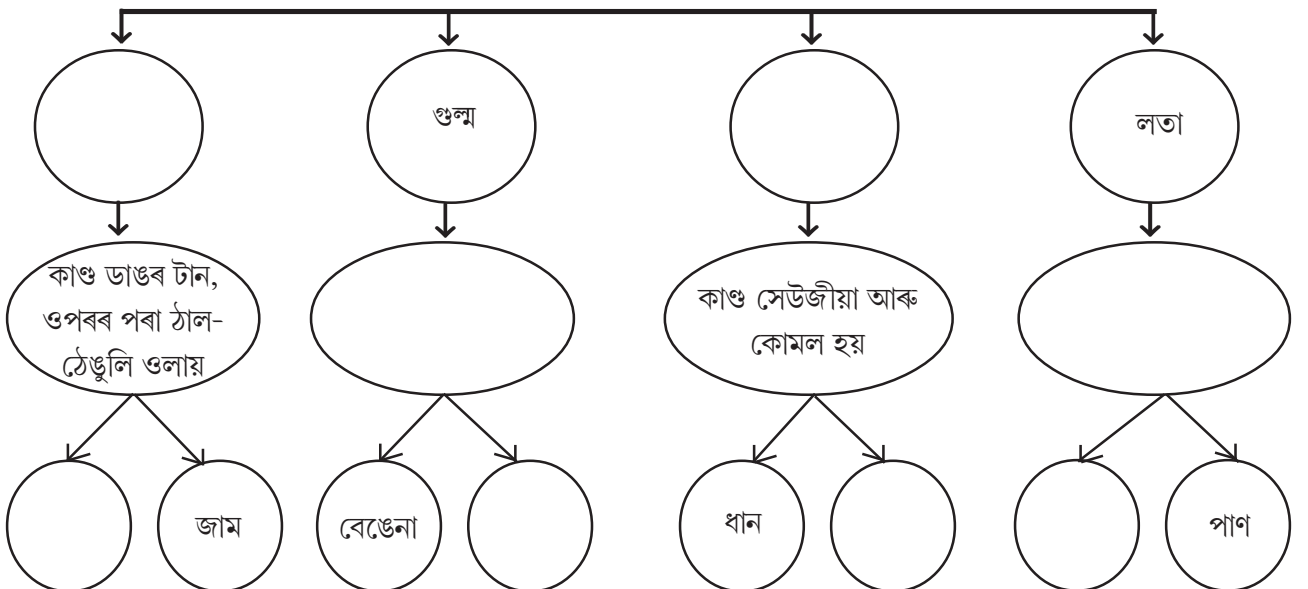 গুল্ম
লতা
কাণ্ড ডাঙৰ টান,
ওপৰৰ পৰা ঠাল-
ঠেঙুলি ওলায়
কাণ্ড সেউজীয়া আৰু
কোমল হয়
জাম
বেঙেনা
ধান
পাণ